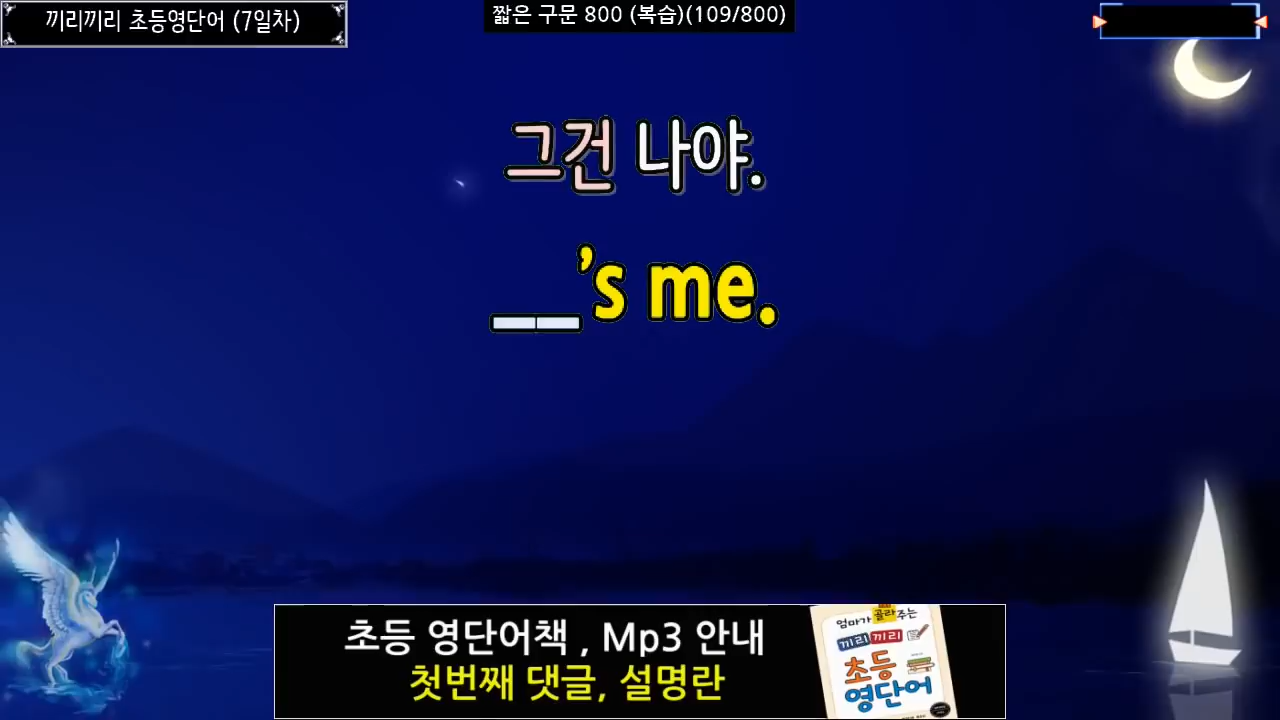 끼리끼리 초등영단어 (7일차)
짧은 구문 800 (복습)(109/800)
그건 나야.
__’s me.
초등 영단어책 , Mp3 안내
첫번째 댓글, 설명란
엄마가 골라주는
끼리끼리
초등
영단어